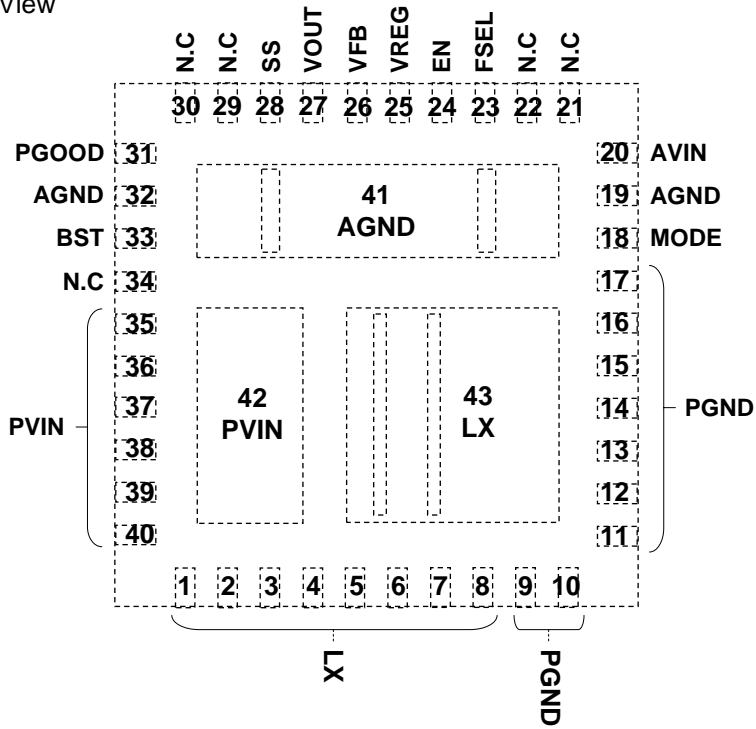 View
N.C N.C SS VOUT VFB VREG EN FSEL N.C N.C
30 29 28 27 26 25 24 23 22 21
PGOOD 31 20 AVIN
AGND 32 41 19 AGND
BST 33 AGND 18 MODE
N.C 34 17
35 16
36 15
PVIN 37 42 43 14 PGND
38 PVIN LX 13
39 12
40 11
1 2 3 4 5 6 7 8 9 10
LX PGND